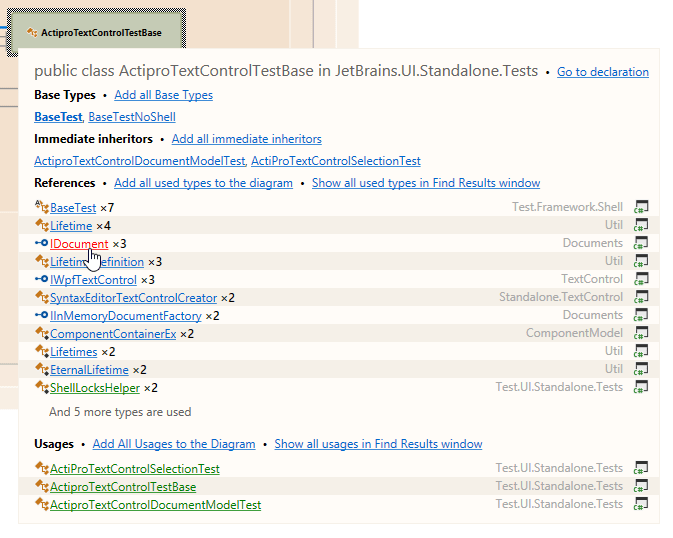 ActiproTextControlTestBase
public class ActiproTextControlTestBase in JetBrains.UI.Standalone.Tests • Go to declaration
Base Types • Add all Base Types
BaseTest, BaseTestNoShell
Immediate inheritors • Add all immediate inheritors
ActiproTextControlDocumentModelTest, ActiProTextControlSelectionTest
References • Add all used types to the diagram • Show all used types in Find Results window
BaseTest ×7 Test.Framework.Shell
Lifetime ×4 Util
IDocument ×3 Documents
LifetimeDefinition ×3 Util
IWpfTextControl ×3 TextControl
SyntaxEditorTextControlCreator ×2 Standalone.TextControl
IInMemoryDocumentFactory ×2 Documents
ComponentContainerEx ×2 ComponentModel
Lifetimes ×2 Util
EternalLifetime ×2 Util
ShellLocksHelper ×2 Test.UI.Standalone.Tests
And 5 more types are used
Usages • Add All Usages to the Diagram • Show all usages in Find Results window
ActiProTextControlSelectionTest Test.UI.Standalone.Tests
ActiproTextControlTestBase Test.UI.Standalone.Tests
ActiproTextControlDocumentModelTest Test.UI.Standalone.Tests